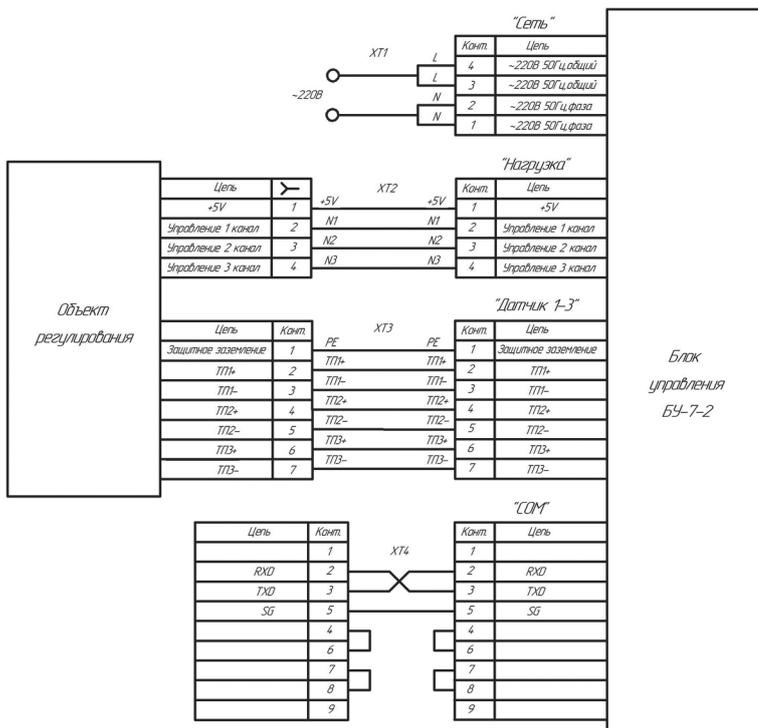 "Сеть"
Конт. Цепь
4 ~220В 50Гц,общий
3 ~220В 50Гц,общий
2 ~220В 50Гц,фаза
1 ~220В 50Гц,фаза
XT1
L
L
N
N
~220В
"Нагрузка"
Цепь
+5V 1
Управление 1 канал 2
Управление 2 канал 3
Управление 3 канал 4
XT2
+5V +5V
N1 N1
N2 N2
N3 N3
Конт. Цепь
1 +5V
2 Управление 1 канал
3 Управление 2 канал
4 Управление 3 канал
Объект
регулирования
"Датчик 1-3"
Цепь Конт.
Защитное заземление 1
ТП1+ 2
ТП1- 3
ТП2+ 4
ТП2- 5
ТП3+ 6
ТП3- 7
XT3
PE PE
ТП1+ ТП1+
ТП1- ТП1-
ТП2+ ТП2+
ТП2- ТП2-
ТП3+ ТП3+
ТП3- ТП3-
Конт. Цепь
1 Защитное заземление
2 ТП1+
3 ТП1-
4 ТП2+
5 ТП2-
6 ТП3+
7 ТП3-
Блок
управления
БУ-7-2
"COM"
Цепь Конт.
1
RXD 2
TXD 3
SG 5
4
6
7
8
9
XT4
Конт. Цепь
1
2 RXD
3 TXD
5 SG
4
6
7
8
9